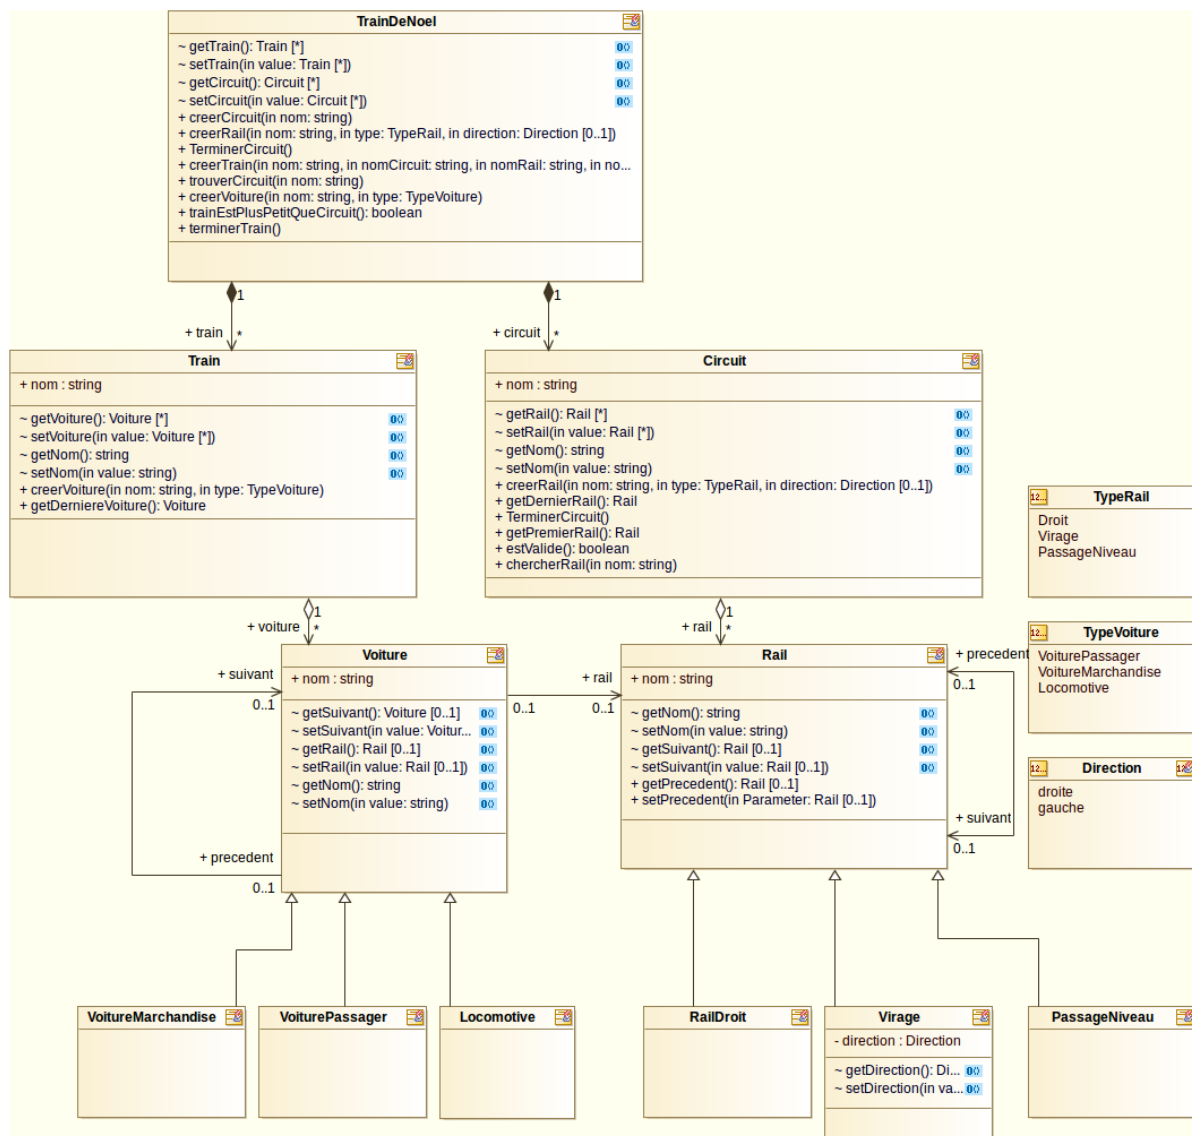 TrainDeNoel
~ getTrain(): Train [*]
~ setTrain(in value: Train [*])
~ getCircuit(): Circuit [*]
~ setCircuit(in value: Circuit [*])
+ creerCircuit(in nom: string)
+ creerRail(in nom: string, in type: TypeRail, in direction: Direction [0..1])
+ TerminerCircuit()
+ creerTrain(in nom: string, in nomCircuit: string, in nomRail: string, in no...
+ trouverCircuit(in nom: string)
+ creerVoiture(in nom: string, in type: TypeVoiture)
+ trainEstPlusPetitQueCircuit(): boolean
+ terminerTrain()
1
1
+ train
*
+ circuit
*
Train
+ nom : string
~ getVoiture(): Voiture [*]
~ setVoiture(in value: Voiture [*])
~ getNom(): string
~ setNom(in value: string)
+ creerVoiture(in nom: string, in type: TypeVoiture)
+ getDerniereVoiture(): Voiture
Circuit
+ nom : string
~ getRail(): Rail [*]
~ setRail(in value: Rail [*])
~ getNom(): string
~ setNom(in value: string)
+ creerRail(in nom: string, in type: TypeRail, in direction: Direction [0..1])
+ getDernierRail(): Rail
+ TerminerCircuit()
+ getPremierRail(): Rail
+ estValide(): boolean
+ chercherRail(in nom: string)
12...
TypeRail
Droit
Virage
PassageNiveau
12...
TypeVoiture
VoiturePassager
VoitureMarchandise
Locomotive
12...
Direction
droite
gauche
1
+ voiture
*
1
+ rail
*
Voiture
+ nom : string
~ getSuivant(): Voiture [0..1]
~ setSuivant(in value: Voitur...
~ getRail(): Rail [0..1]
~ setRail(in value: Rail [0..1])
~ getNom(): string
~ setNom(in value: string)
+ suivant
0..1
+ precedent
0..1
+ rail
0..1
0..1
Rail
+ nom : string
~ getNom(): string
~ setNom(in value: string)
~ getSuivant(): Rail [0..1]
~ setSuivant(in value: Rail [0..1])
+ getPrecedent(): Rail [0..1]
+ setPrecedent(in Parameter: Rail [0..1])
+ precedent
0..1
+ suivant
0..1
VoitureMarchandise
VoiturePassager
Locomotive
RailDroit
Virage
- direction : Direction
~ getDirection(): Di...
~ setDirection(in va...
PassageNiveau